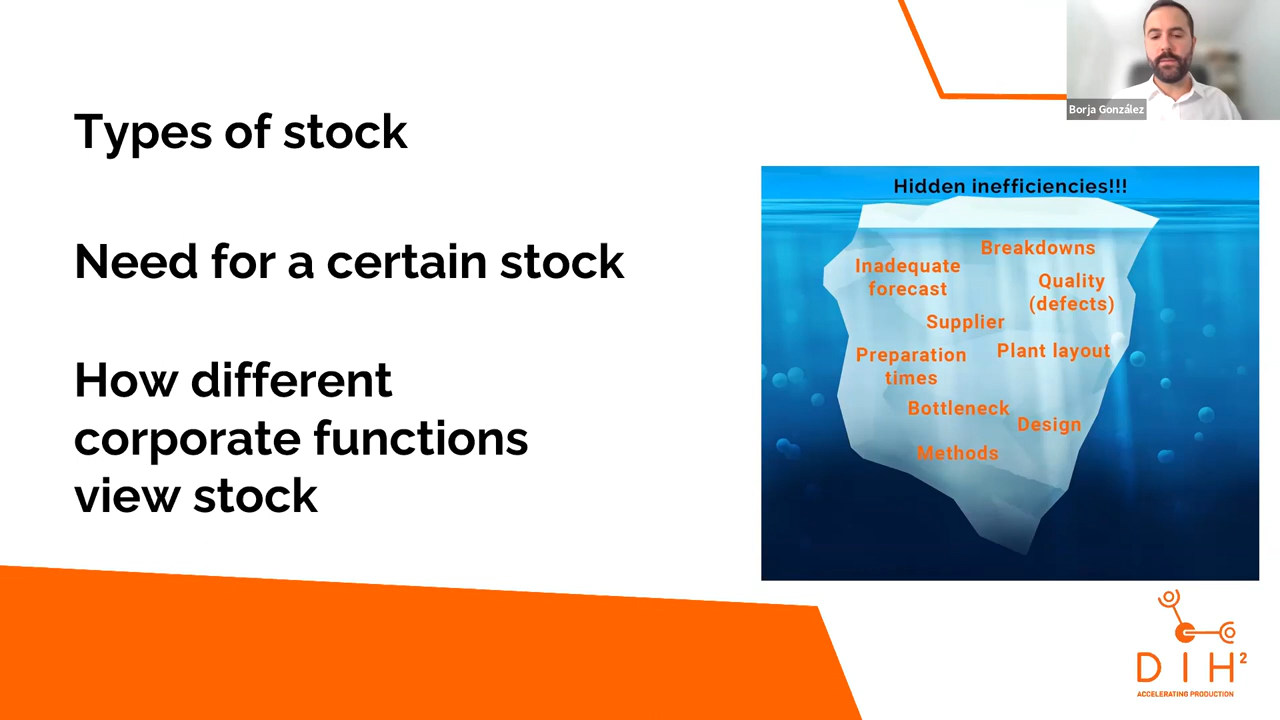 Types of stock
Need for a certain stock
How different
corporate functions
view stock
Borja González
Hidden inefficiencies!!!
Breakdowns
Inadequate
forecast
Quality
(defects)
Supplier
Preparation
times
Plant layout
Bottleneck
Design
Methods
DIH²
ACCELERATING PRODUCTION